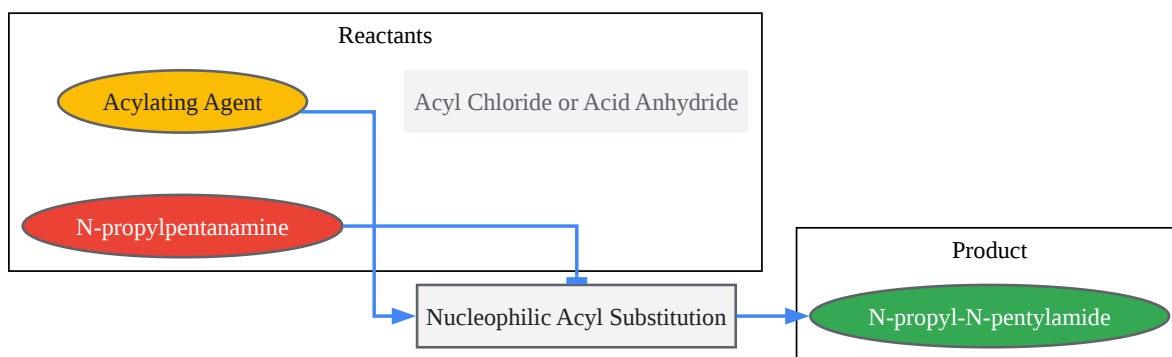 Reactants
Acylating Agent
Acyl Chloride or Acid Anhydride
N-propylpentanamine
Product
Nucleophilic Acyl Substitution
N-propyl-N-pentylamide